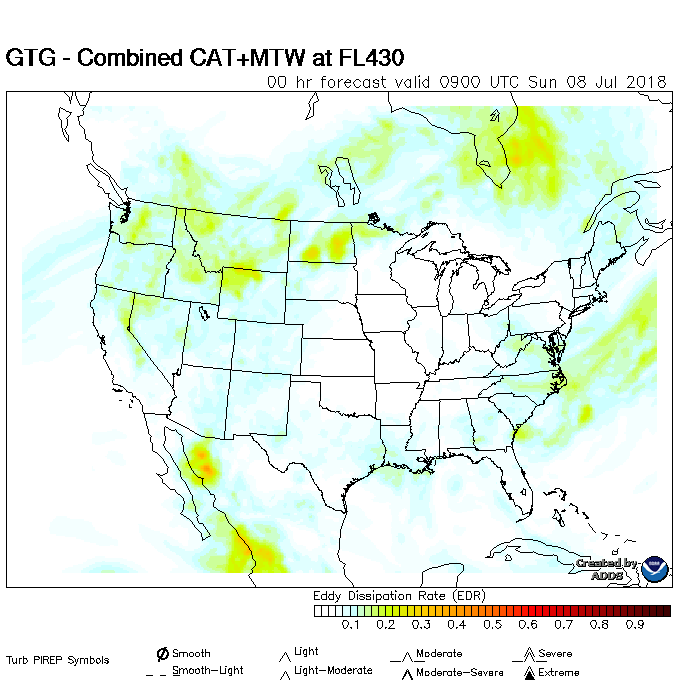 GTG - Combined CAT+MTW at FL430
00 hr forecast valid 0900 UTC Sun 08 Jul 2018
Created by
ADDS
Eddy Dissipation Rate (EDR)
0.1 0.2 0.3 0.4 0.5 0.6 0.7 0.8 0.9
Turb PIREP Symbols
Smooth Light Moderate Severe
Smooth-Light Light-Moderate Moderate-Severe Extreme